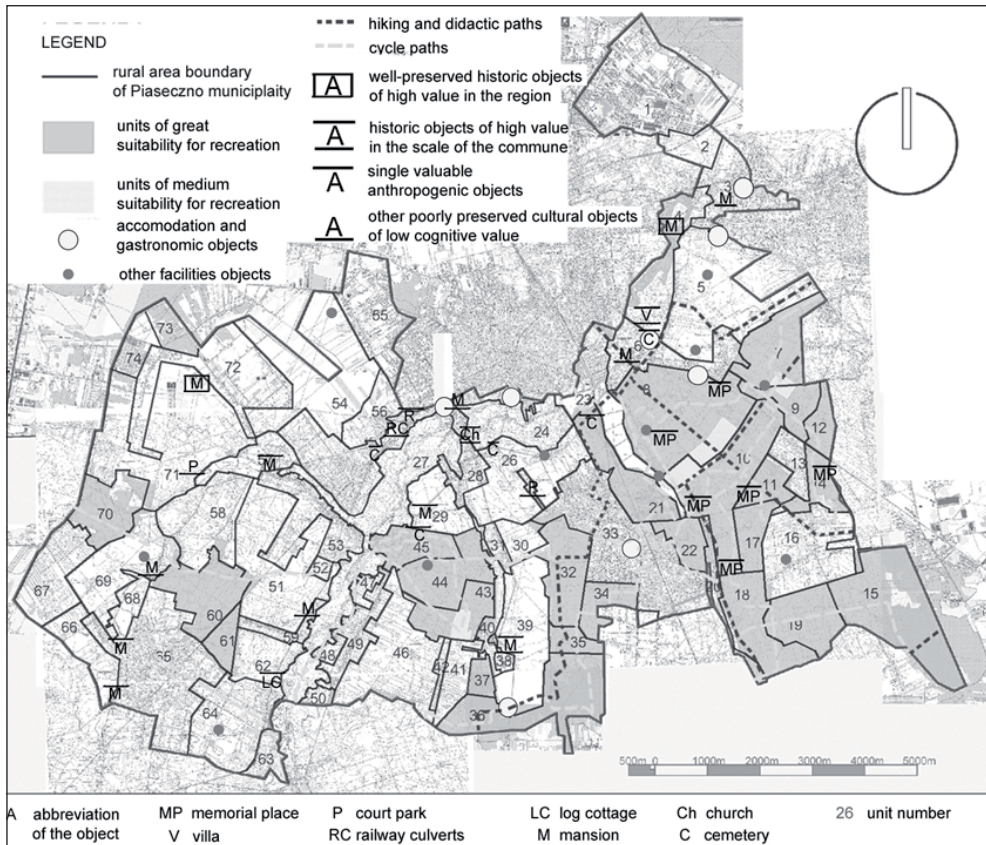 LEGEND
rural area boundary
of Piaseczno municiplaity
units of great
suitability for recreation
units of medium
suitability for recreation
accomodation and
gastronomic objects
other facilities objects
hiking and didactic paths
cycle paths
A well-preserved historic objects
of high value in the region
A historic objects of high value
in the scale of the commune
A single valuable
anthropogenic objects
A other poorly preserved cultural objects
of low cognitive value
1
2
M
4
M
5
V
C
6
M
7
8
MP
9
12
23
C
MP
10
13
14
MP
11
MP
MP
21
17
16
22
MP
18
19
15
33
34
32
35
73
74
72
M
55
54
56
R
RC
C
M
Ch
C
24
27
26
28
R
M
29
C
71
P
M
58
70
53
52
51
45
44
43
31
30
47
67
69
M
68
66
M
60
61
M
59
65
62
LC
M
64
63
48
49
50
46
42
41
40
39
M
38
37
36
500m 0 1000m 2000m 3000m 4000m 5000m
A abbreviation
of the object
MP memorial place
V villa
P court park
RC railway culverts
LC log cottage
M mansion
Ch church
C cemetery
26 unit number